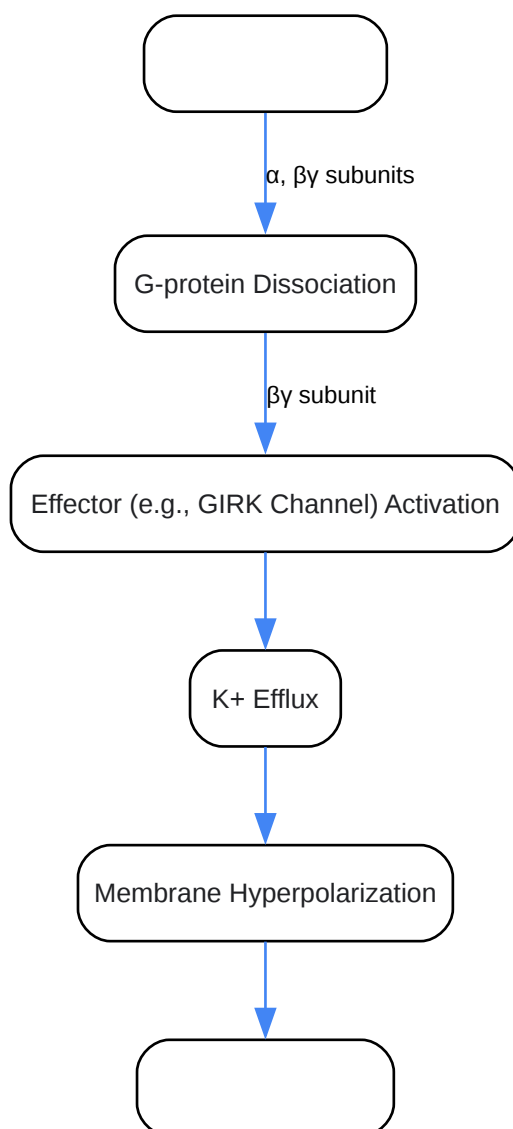 α, βγ subunits
G-protein Dissociation
βγ subunit
Effector (e.g., GIRK Channel) Activation
K+ Efflux
Membrane Hyperpolarization